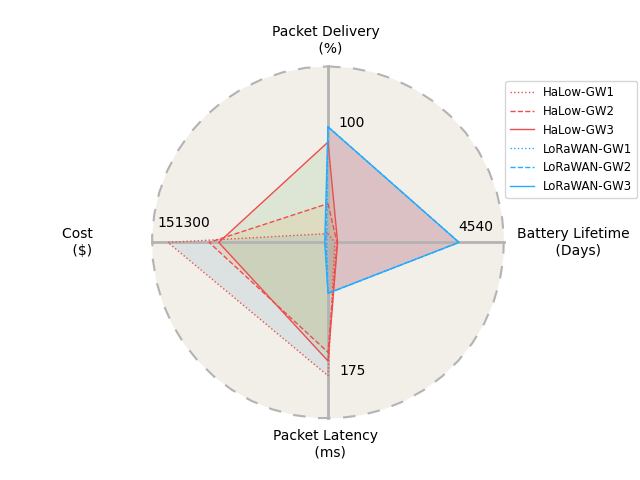 Packet Delivery
(%)
HaLow-GW1
HaLow-GW2
HaLow-GW3
LoRaWAN-GW1
LoRaWAN-GW2
LoRaWAN-GW3
100
151300
4540
Cost
($)
Battery Lifetime
(Days)
175
Packet Latency
(ms)